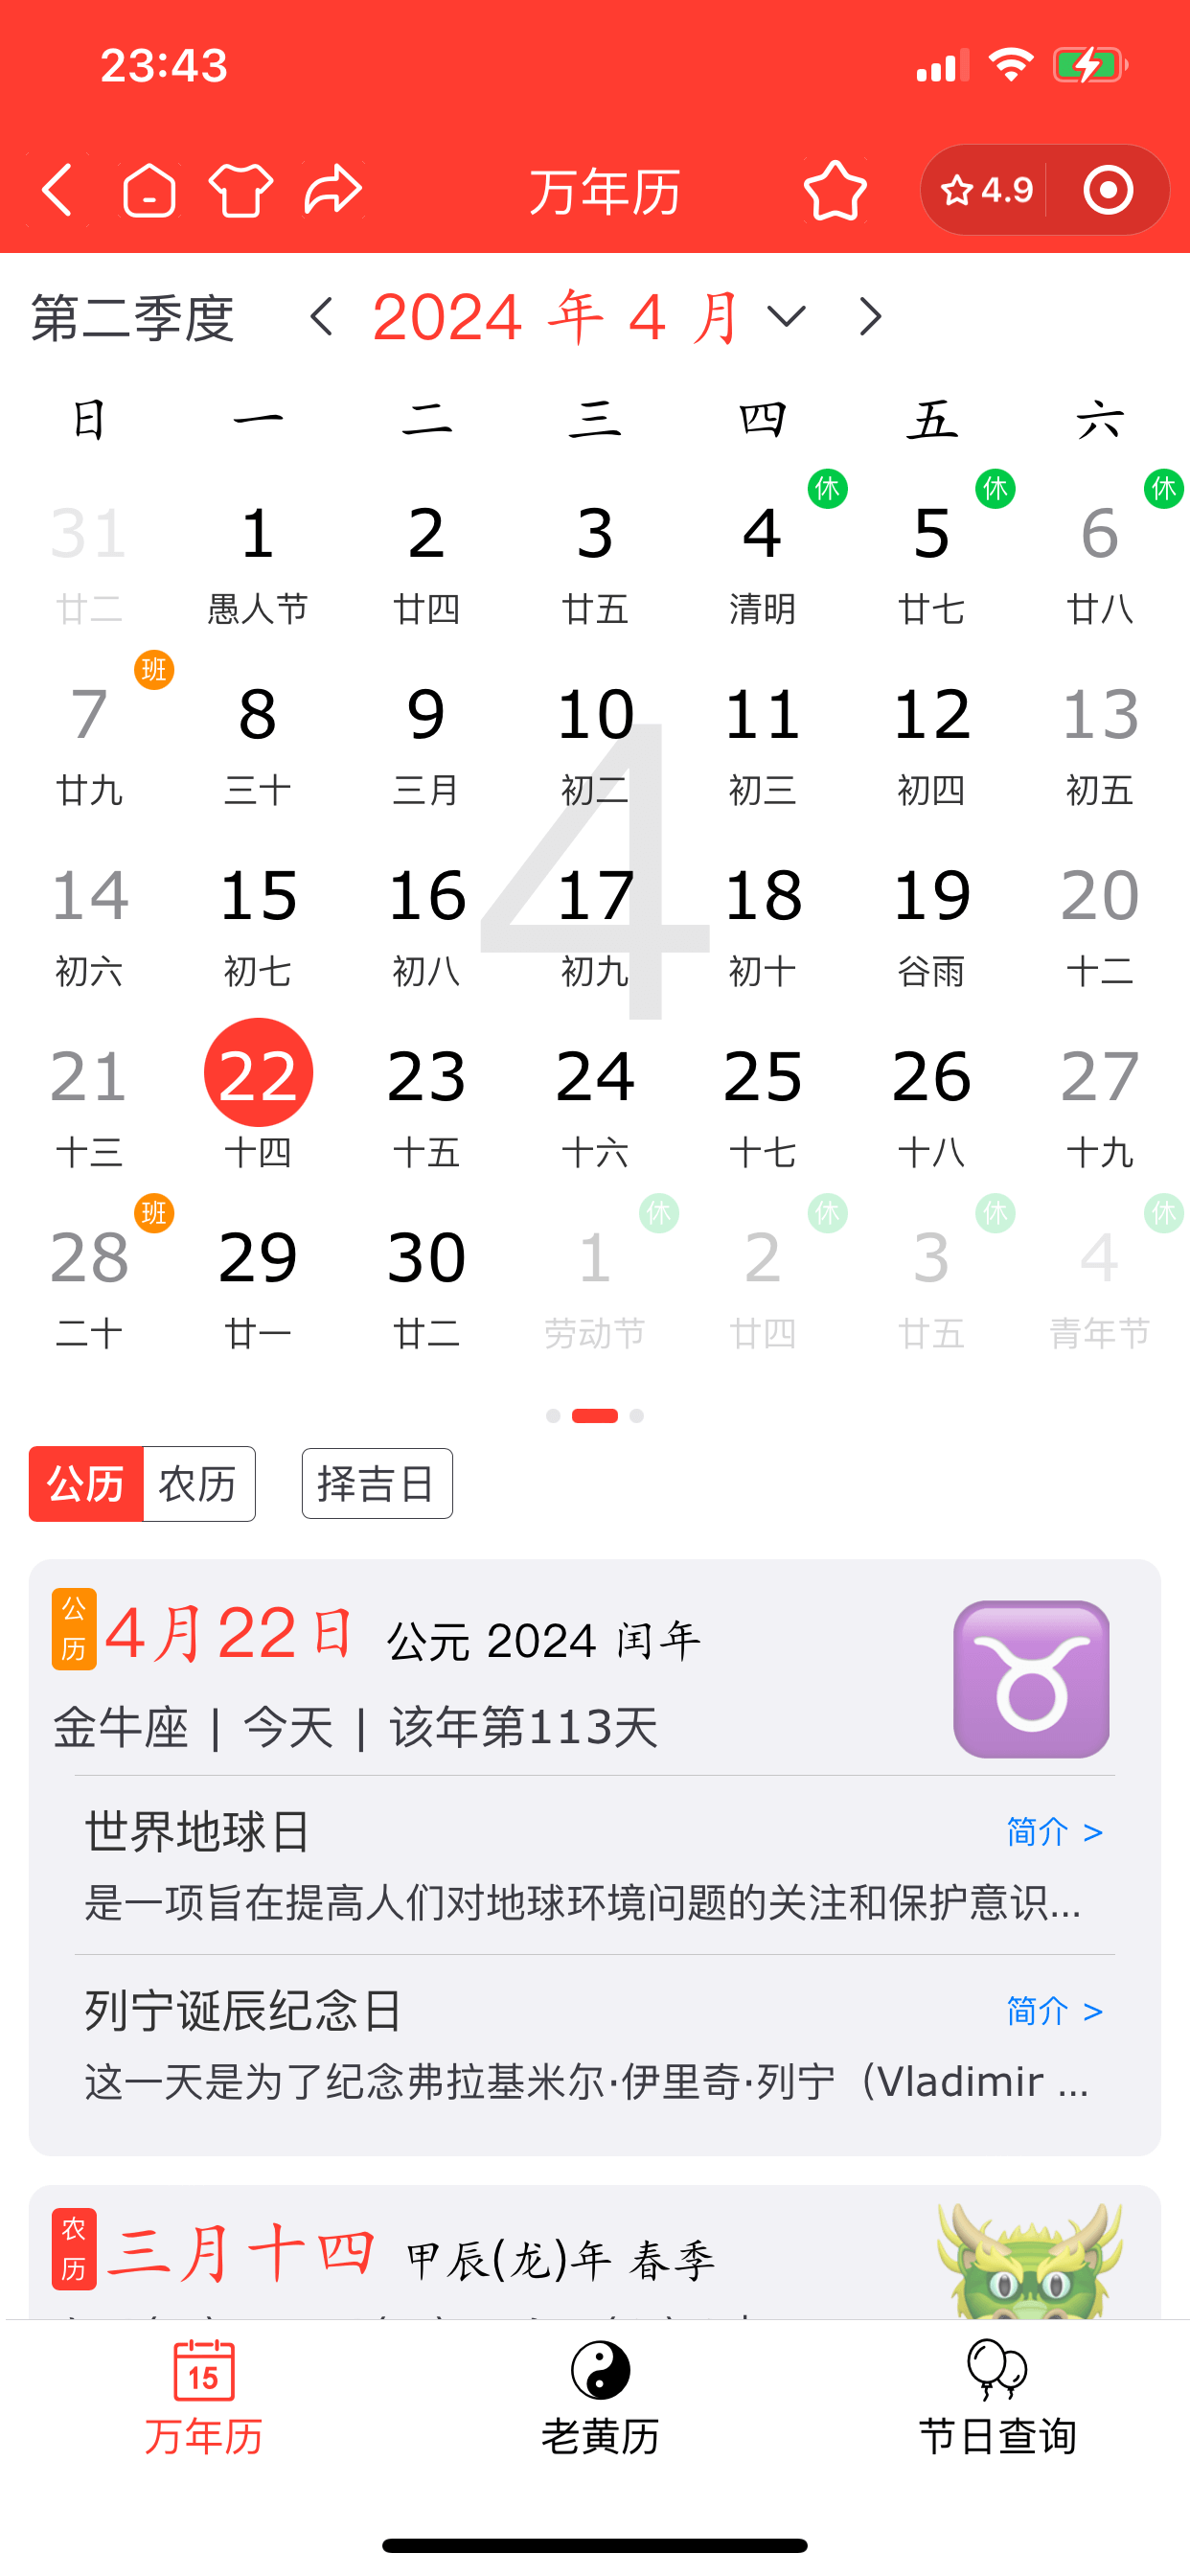 23:43
万年历
4.9
第二季度 2024 年 4 月
日 一 二 三 四 五 六
休 休 休
31 1 2 3 4 5 6
廿二 愚人节 廿四 廿五 清明 廿七 廿八
班
7 8 9 10 11 12 13
廿九 三十 三月 初二 初三 初四 初五
4
14 15 16 17 18 19 20
初六 初七 初八 初九 初十 谷雨 十二
21 22 23 24 25 26 27
十三 十四 十五 十六 十七 十八 十九
班 休 休 休 休
28 29 30 1 2 3 4
二十 廿一 廿二 劳动节 廿四 廿五 青年节
公历 农历 择吉日
公历 4月22日 公元 2024 闰年
金牛座 | 今天 | 该年第113天
世界地球日 简介 >
是一项旨在提高人们对地球环境问题的关注和保护意识...
列宁诞辰纪念日 简介 >
这一天是为了纪念弗拉基米尔·伊里奇·列宁（Vladimir ...
农历 三月十四 甲辰(龙)年 春季
15
万年历 老黄历 节日查询